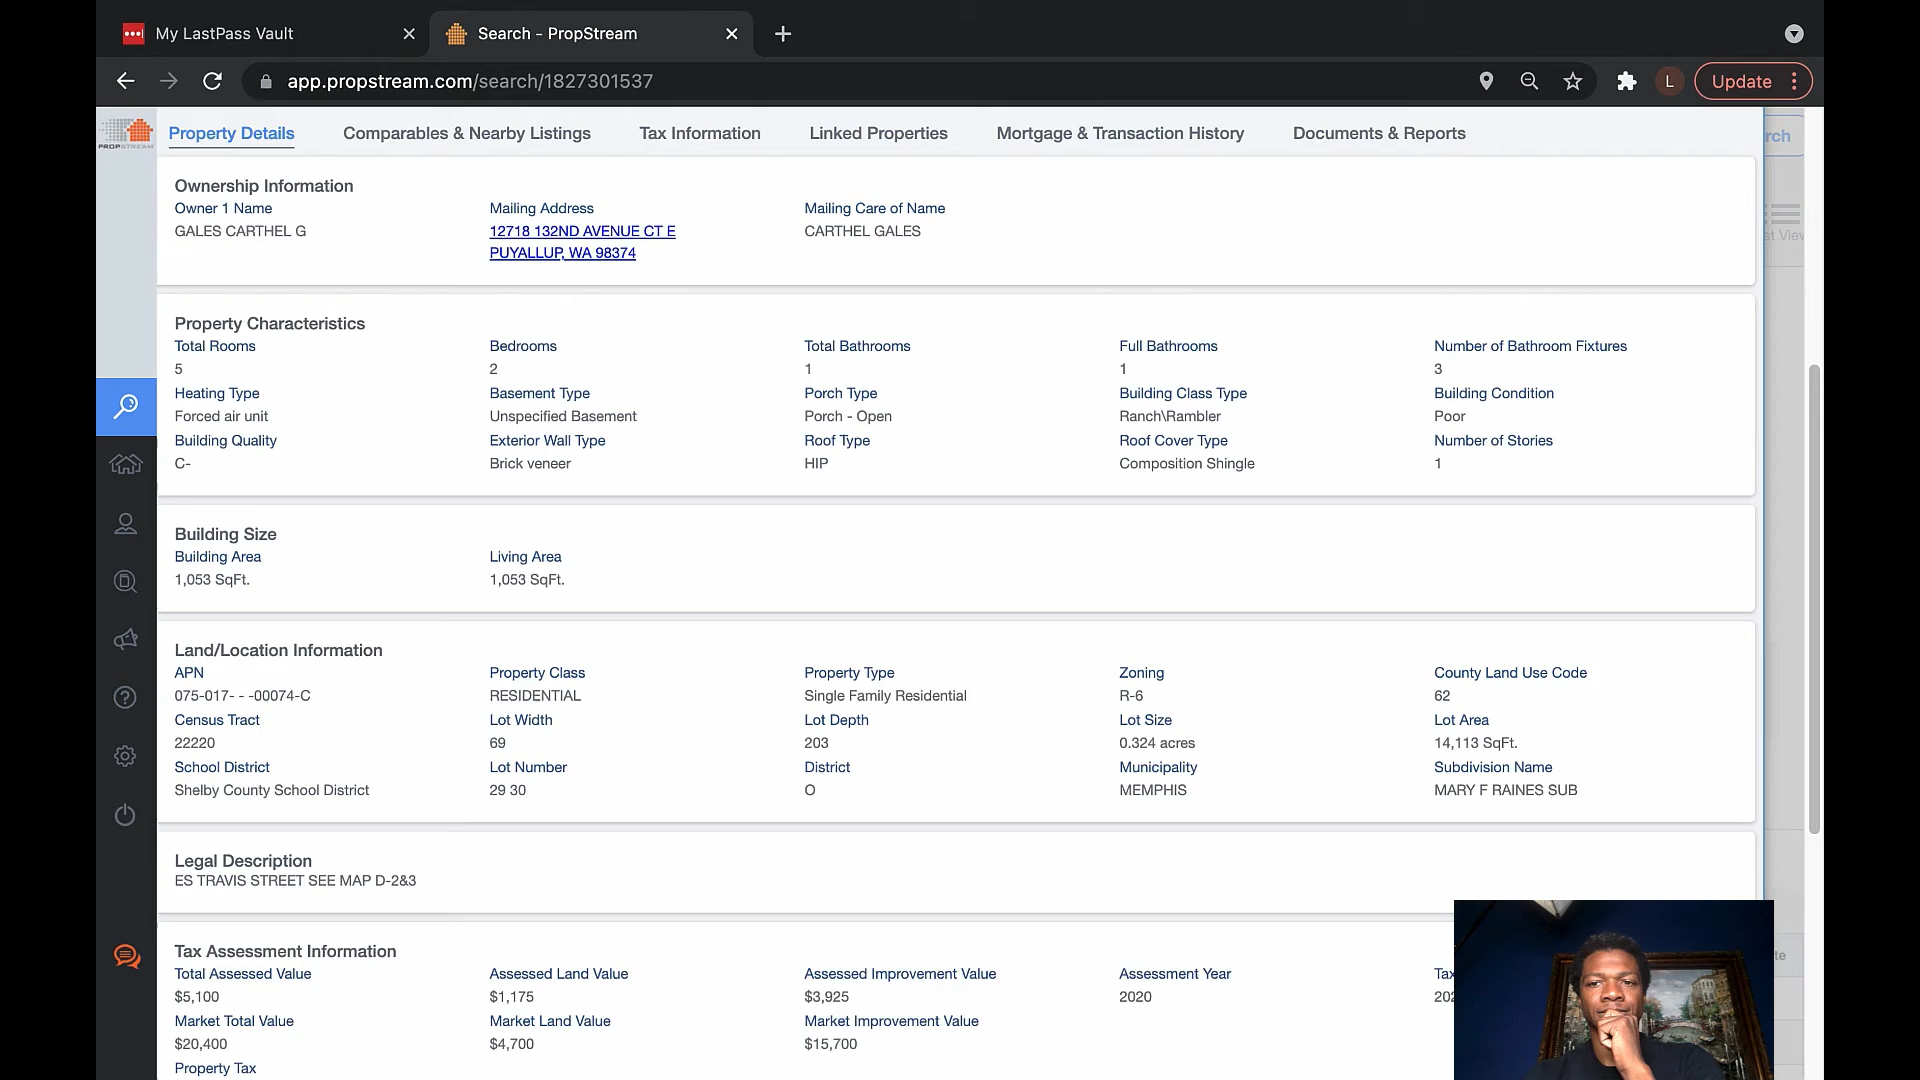 My LastPass Vault
Search - PropStream
app.propstream.com/search/1827301537
L
Update
PROPSTREAM
Property Details
Comparables & Nearby Listings
Tax Information
Linked Properties
Mortgage & Transaction History
Documents & Reports
rch
st View
Ownership Information
Owner 1 Name
Mailing Address
Mailing Care of Name
GALES CARTHEL G
12718 132ND AVENUE CT E
CARTHEL GALES
PUYALLUP, WA 98374
Property Characteristics
Total Rooms
Bedrooms
Total Bathrooms
Full Bathrooms
Number of Bathroom Fixtures
5
2
1
1
3
Heating Type
Basement Type
Porch Type
Building Class Type
Building Condition
Forced air unit
Unspecified Basement
Porch - Open
Ranch\Rambler
Poor
Building Quality
Exterior Wall Type
Roof Type
Roof Cover Type
Number of Stories
C-
Brick veneer
HIP
Composition Shingle
1
Building Size
Building Area
Living Area
1,053 SqFt.
1,053 SqFt.
Land/Location Information
APN
Property Class
Property Type
Zoning
County Land Use Code
075-017- - -00074-C
RESIDENTIAL
Single Family Residential
R-6
62
Census Tract
Lot Width
Lot Depth
Lot Size
Lot Area
22220
69
203
0.324 acres
14,113 SqFt.
School District
Lot Number
District
Municipality
Subdivision Name
Shelby County School District
29 30
O
MEMPHIS
MARY F RAINES SUB
Legal Description
ES TRAVIS STREET SEE MAP D-2&3
Tax Assessment Information
Total Assessed Value
Assessed Land Value
Assessed Improvement Value
Assessment Year
Tax
$5,100
$1,175
$3,925
2020
202
Market Total Value
Market Land Value
Market Improvement Value
$20,400
$4,700
$15,700
Property Tax
te